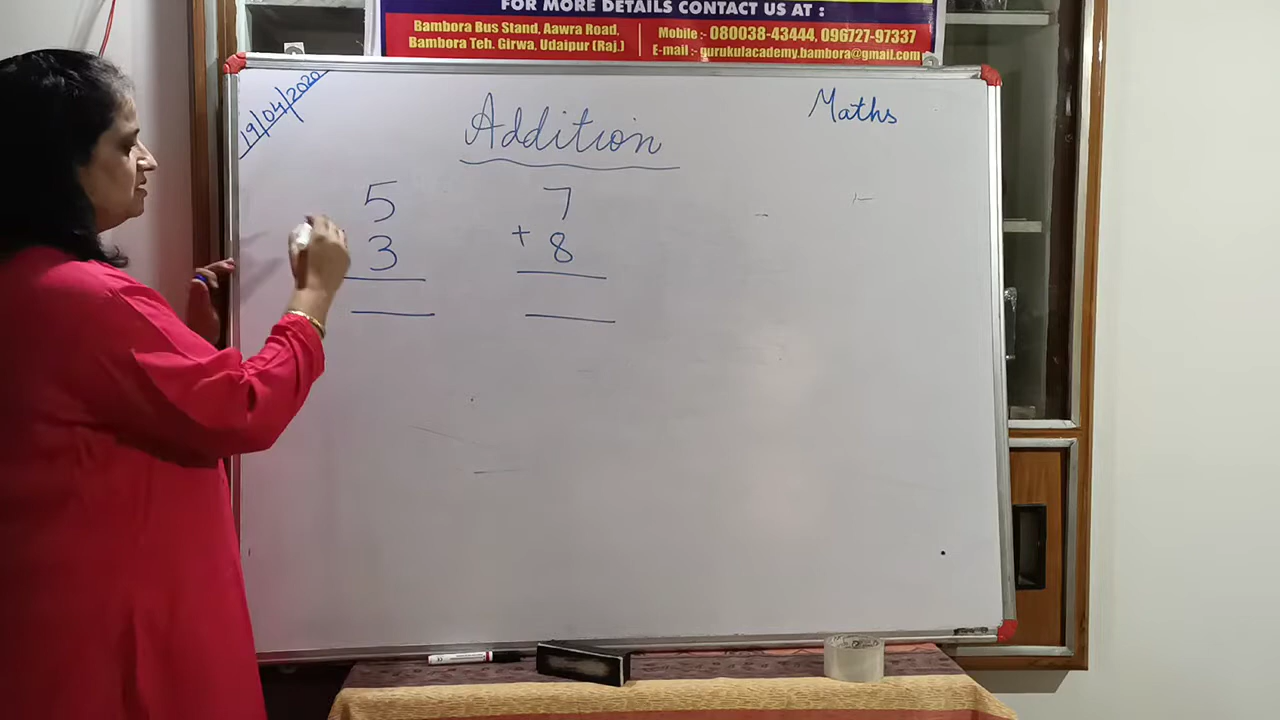 FOR MORE DETAILS CONTACT US AT :
Bambora Bus Stand, Aawra Road,
Bambora Teh. Girwa, Udaipur (Raj.)
Mobile :- 080038-43444, 096727-97337
E-mail :- gurukulacademy.bambora@gmail.com
19/04/2020
Addition
Maths
5
3
7
+ 8